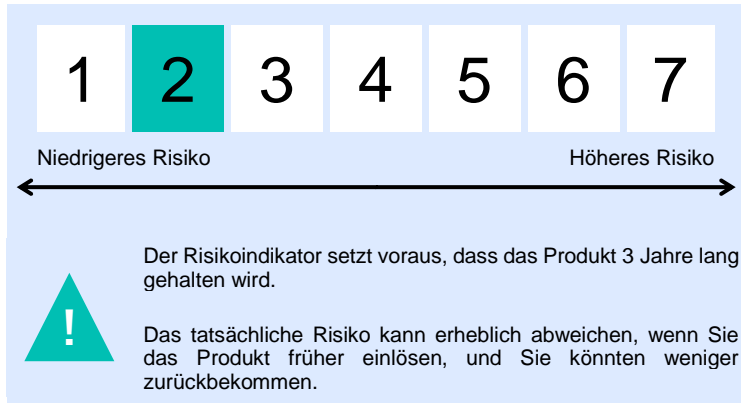 1 2 3 4 5 6 7
Niedrigeres Risiko Höheres Risiko
Der Risikoindikator setzt voraus, dass das Produkt 3 Jahre lang
gehalten wird.
!
Das tatsächliche Risiko kann erheblich abweichen, wenn Sie
das Produkt früher einlösen, und Sie könnten weniger
zurückbekommen.